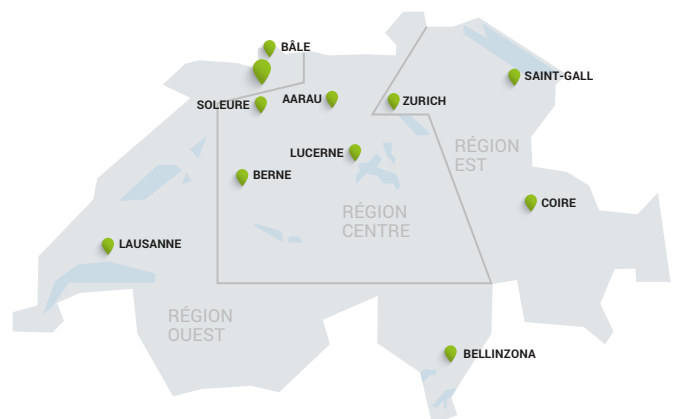 BÂLE
SAINT-GALL
SOLEURE
AARAU
ZURICH
LUCERNE
RÉGION
EST
BERNE
COIRE
RÉGION
CENTRE
LAUSANNE
RÉGION
OUEST
BELLINZONA